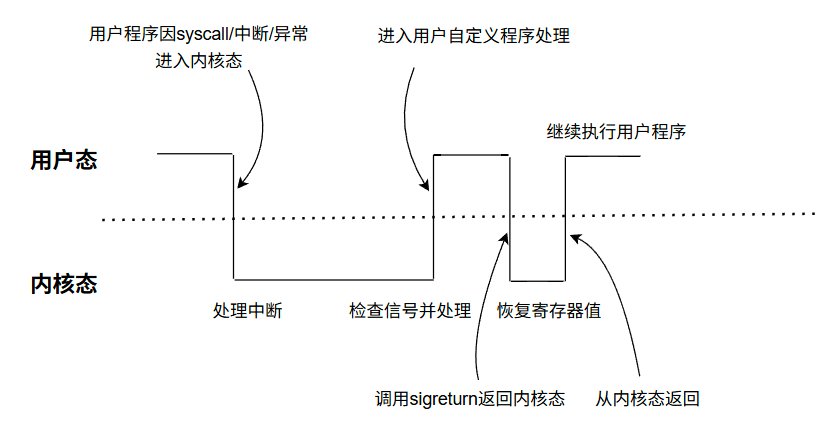 用户程序因syscall/中断/异常
进入内核态
进入用户自定义程序处理
继续执行用户程序
用户态
内核态
处理中断
检查信号并处理
恢复寄存器值
调用sigreturn返回内核态
从内核态返回